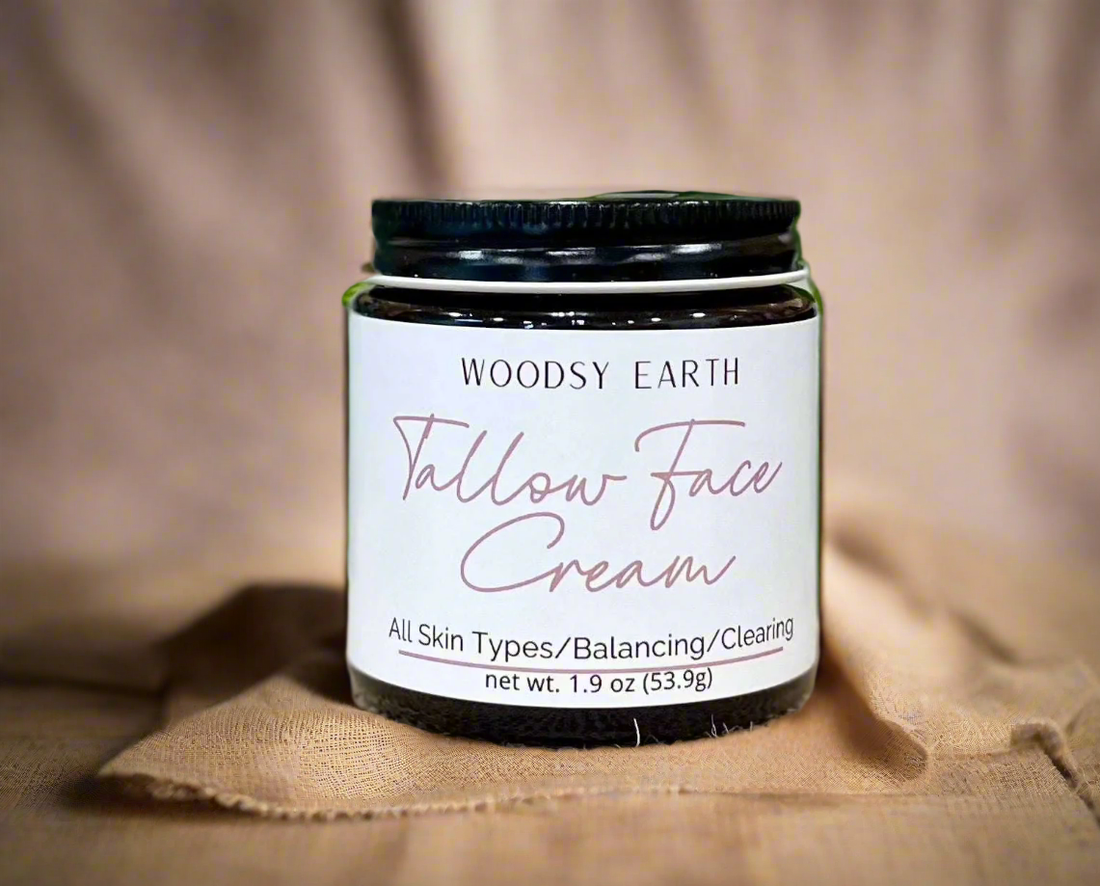 WOODSY EARTH
Tallow Face
Cream
All Skin Types/Balancing/Clearing
net wt. 1.9 oz (53.9g)